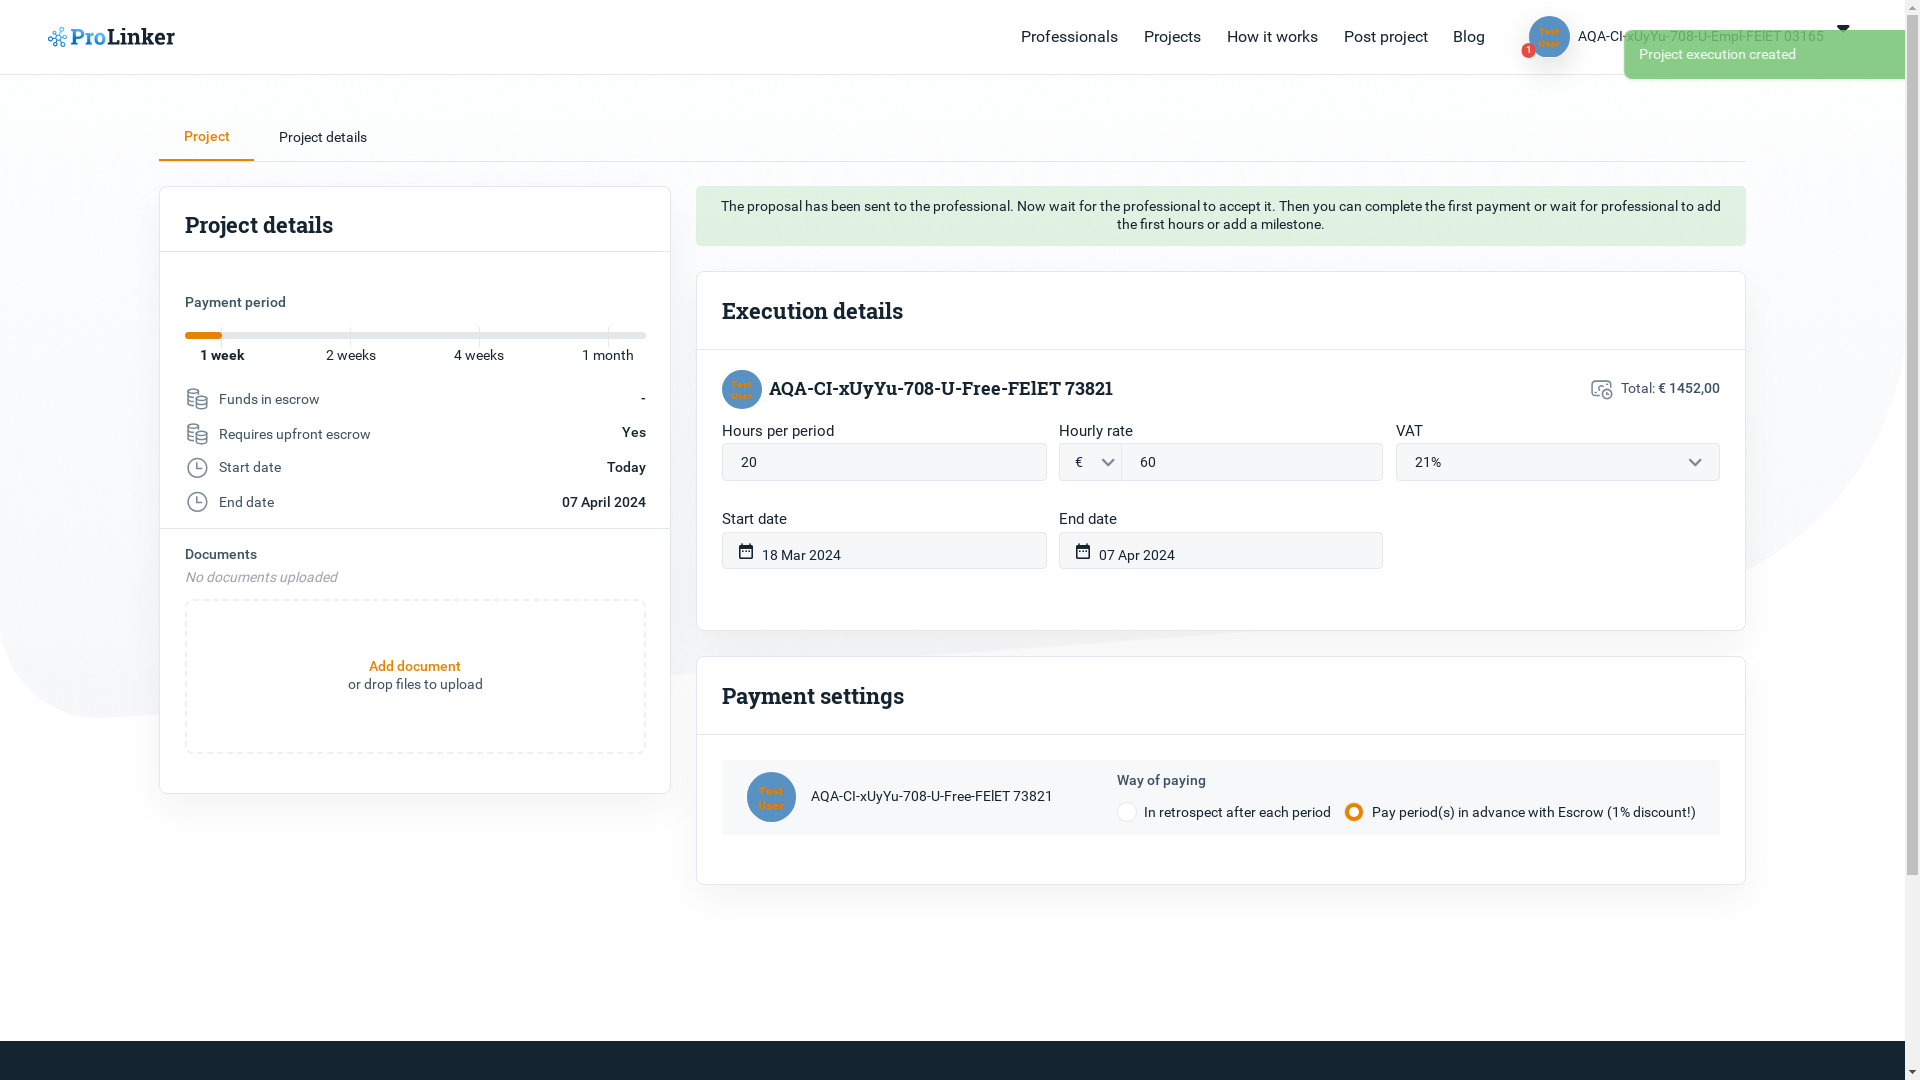 ProLinker
Professionals
Projects
How it works
Post project
Blog
Test
User
1
AQA-CI-xUyYu-708-U-Empl-FElET 03165
Project execution created
Project
Project details
Project details
Payment period
1 week
2 weeks
4 weeks
1 month
Funds in escrow
-
Requires upfront escrow
Yes
Start date
Today
End date
07 April 2024
Documents
No documents uploaded
Add document
or drop files to upload
The proposal has been sent to the professional. Now wait for the professional to accept it. Then you can complete the first payment or wait for professional to add
the first hours or add a milestone.
Execution details
Test
User
AQA-CI-xUyYu-708-U-Free-FElET 73821
Total: € 1452,00
Hours per period
Hourly rate
VAT
20
€
60
21%
Start date
End date
18 Mar 2024
07 Apr 2024
Payment settings
Test
User
AQA-CI-xUyYu-708-U-Free-FElET 73821
Way of paying
In retrospect after each period
Pay period(s) in advance with Escrow (1% discount!)